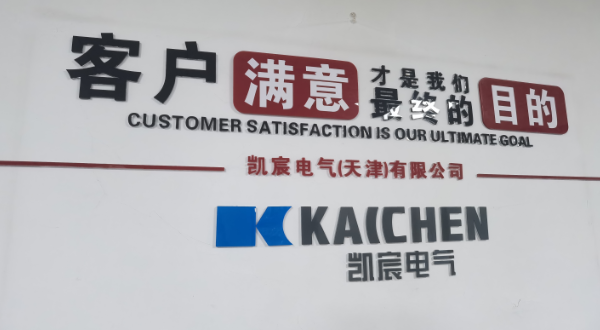 客户满意才是我们最终的目的
CUSTOMER SATISFACTION IS OUR ULTIMATE GOAL
凯宸电气(天津)有限公司
KAICHEN
凯宸电气